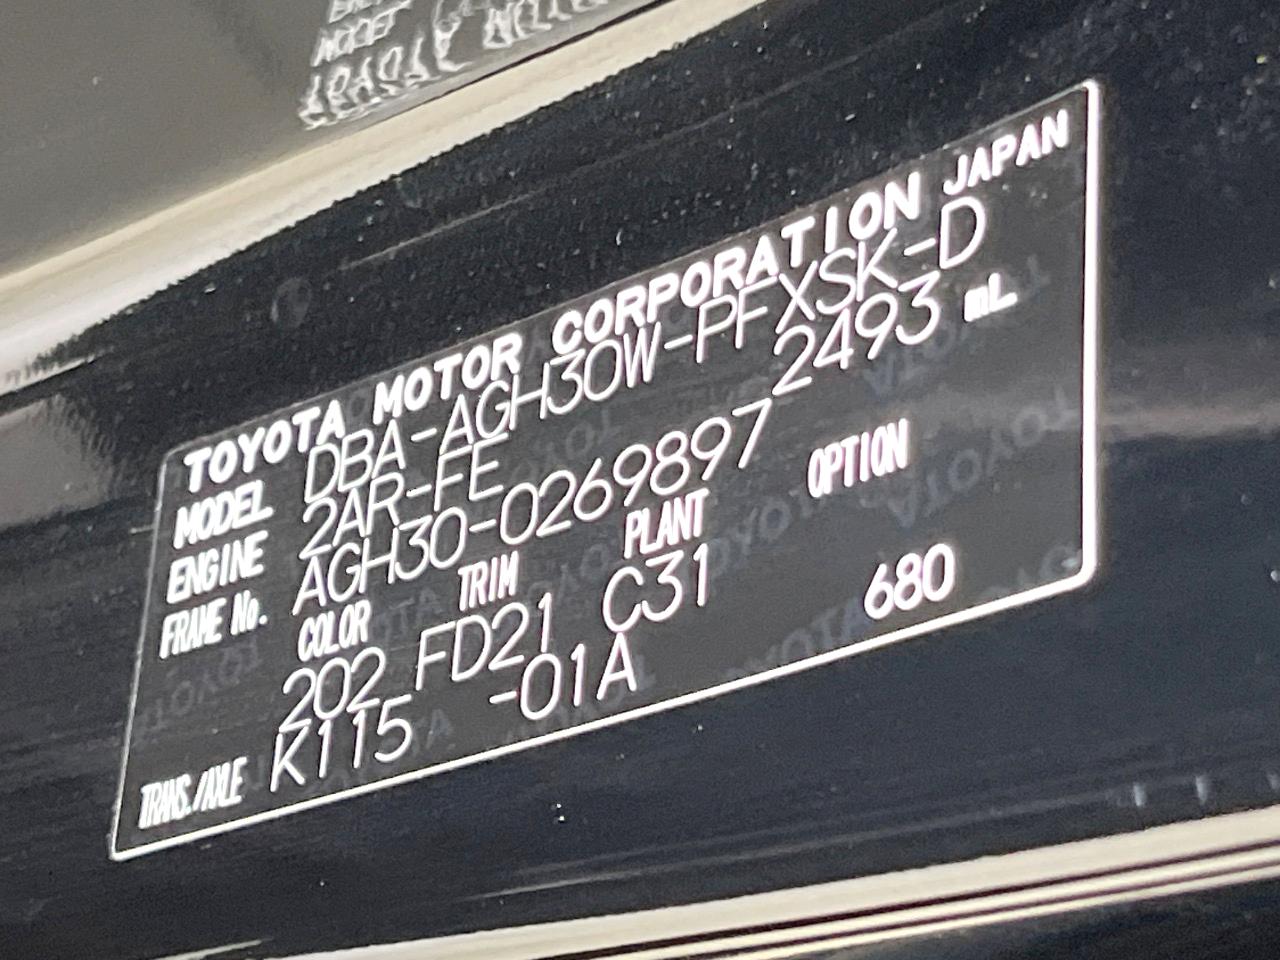 TOYOTA MOTOR CORPORATION JAPAN
MODEL DBA-AGH30W-PFXSK-D
ENGINE 2AR-FE 2493 mL
FRAME No. AGH30-0269897
COLOR TRIM PLANT OPTION
202 FD21 C31 680
TRANS./AXLE K115 -01A